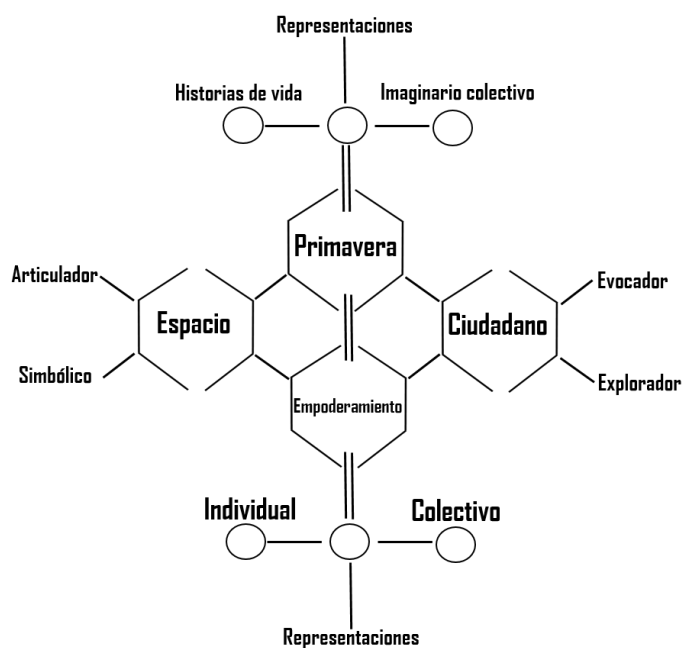 Representaciones
Historias de vida
Imaginario colectivo
Primavera
Articulador
Evocador
Espacio
Ciudadano
Simbólico
Explorador
Empoderamiento
Individual
Colectivo
Representaciones